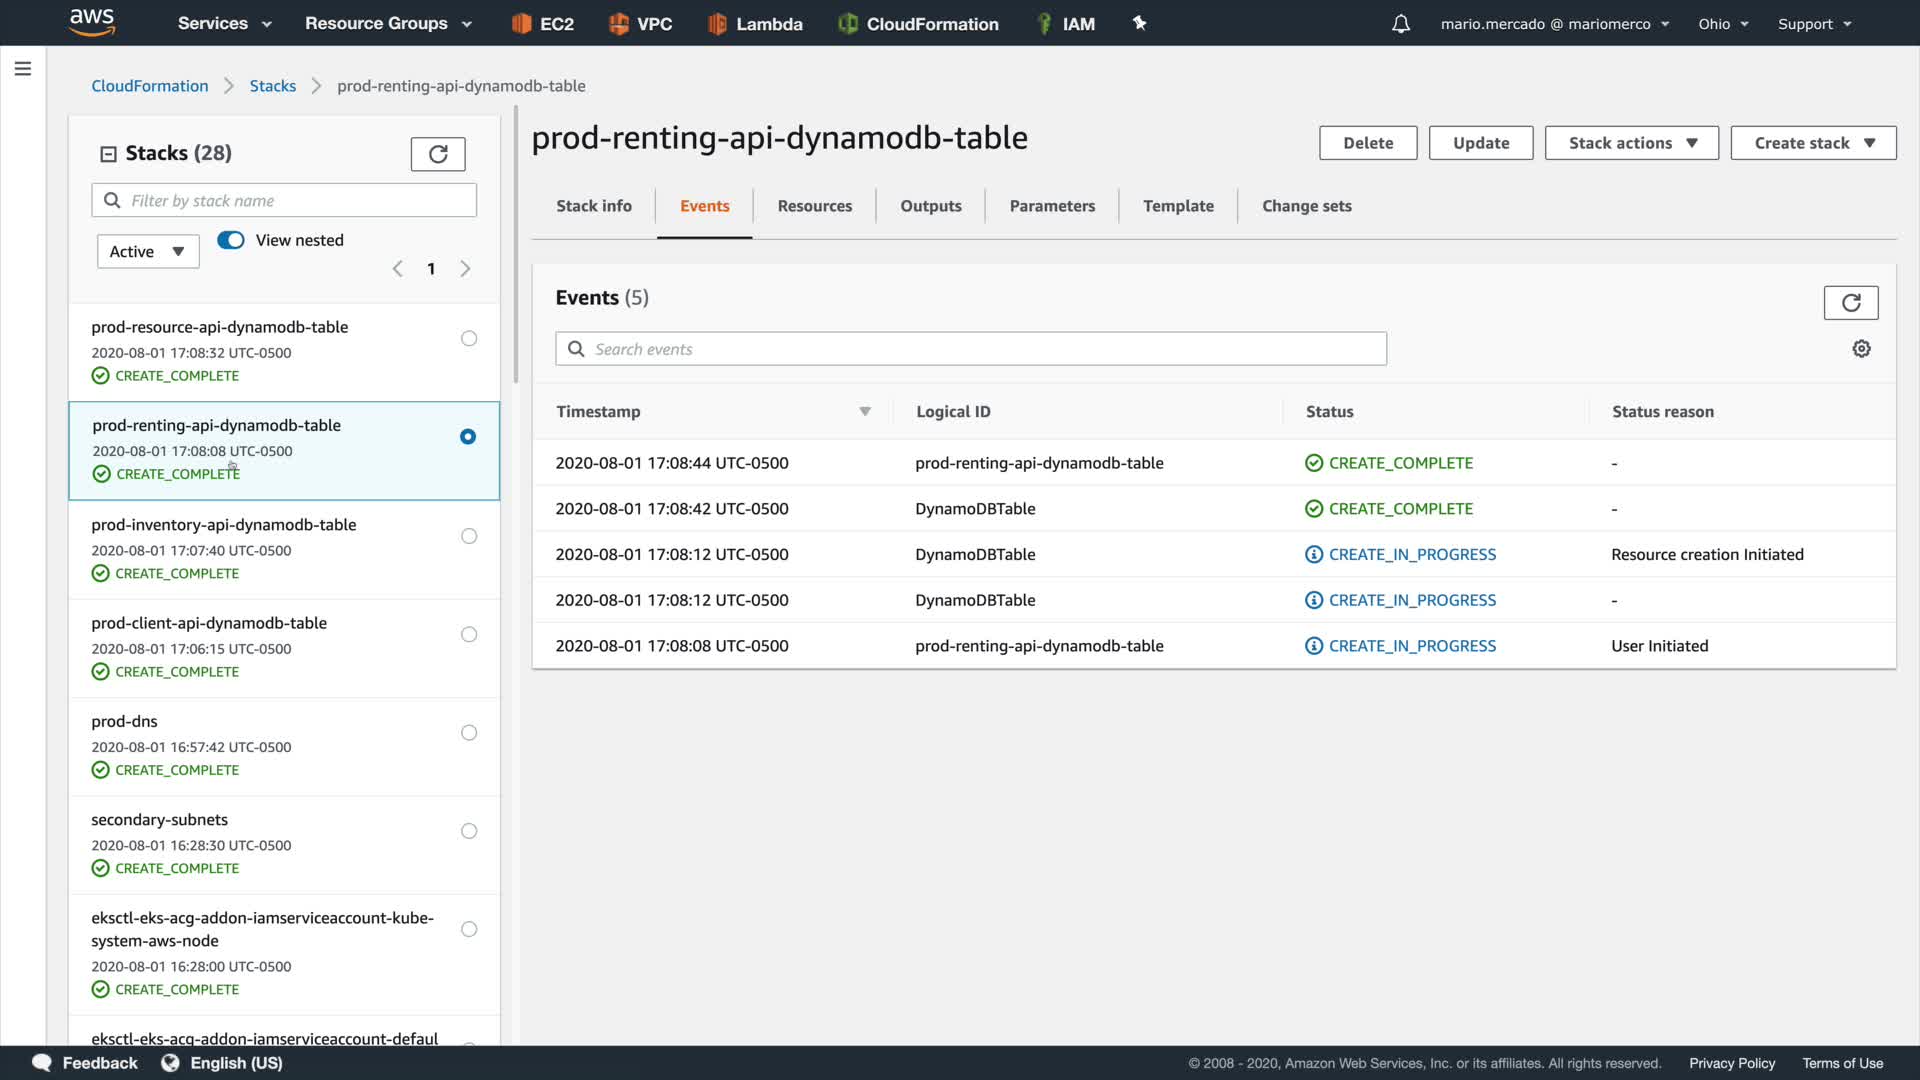 aws
Services
Resource Groups
EC2
VPC
Lambda
CloudFormation
IAM
mario.mercado @ mariomerco
Ohio
Support
CloudFormation
Stacks
prod-renting-api-dynamodb-table
Stacks (28)
Filter by stack name
Active
View nested
1
prod-resource-api-dynamodb-table
2020-08-01 17:08:32 UTC-0500
CREATE_COMPLETE
prod-renting-api-dynamodb-table
2020-08-01 17:08:08 UTC-0500
CREATE_COMPLETE
prod-inventory-api-dynamodb-table
2020-08-01 17:07:40 UTC-0500
CREATE_COMPLETE
prod-client-api-dynamodb-table
2020-08-01 17:06:15 UTC-0500
CREATE_COMPLETE
prod-dns
2020-08-01 16:57:42 UTC-0500
CREATE_COMPLETE
secondary-subnets
2020-08-01 16:28:30 UTC-0500
CREATE_COMPLETE
eksctl-eks-acg-addon-iamserviceaccount-kube-
system-aws-node
2020-08-01 16:28:00 UTC-0500
CREATE_COMPLETE
eksctl-eks-acg-addon-iamserviceaccount-defaul
prod-renting-api-dynamodb-table
Delete
Update
Stack actions
Create stack
Stack info
Events
Resources
Outputs
Parameters
Template
Change sets
Events (5)
Search events
Timestamp Logical ID Status Status reason
2020-08-01 17:08:44 UTC-0500 prod-renting-api-dynamodb-table CREATE_COMPLETE -
2020-08-01 17:08:42 UTC-0500 DynamoDBTable CREATE_COMPLETE -
2020-08-01 17:08:12 UTC-0500 DynamoDBTable CREATE_IN_PROGRESS Resource creation Initiated
2020-08-01 17:08:12 UTC-0500 DynamoDBTable CREATE_IN_PROGRESS -
2020-08-01 17:08:08 UTC-0500 prod-renting-api-dynamodb-table CREATE_IN_PROGRESS User Initiated
Feedback
English (US)
© 2008 - 2020, Amazon Web Services, Inc. or its affiliates. All rights reserved.
Privacy Policy
Terms of Use